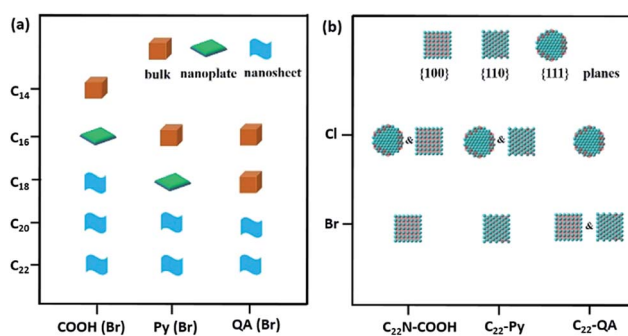 (a)
bulk nanoplate nanosheet
C14
C16
C18
C20
C22
COOH (Br) Py (Br) QA (Br)
(b)
{100} {110} {111} planes
Cl & &
Br &
C22N-COOH C22-Py C22-QA